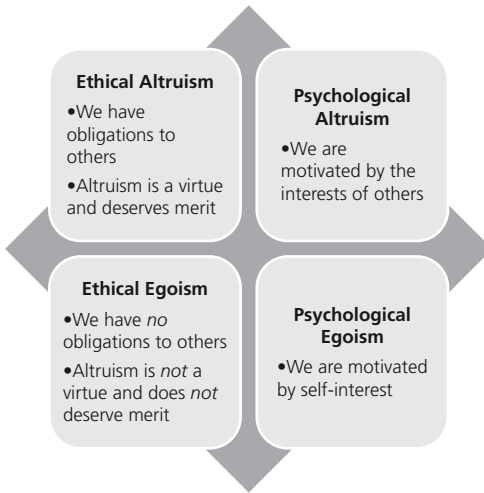 Ethical Altruism
•We have
obligations to
others
•Altruism is a virtue
and deserves merit
Psychological
Altruism
•We are
motivated by the
interests of others
Ethical Egoism
•We have no
obligations to others
•Altruism is not a
virtue and does not
deserve merit
Psychological
Egoism
•We are motivated
by self-interest